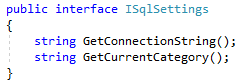 public interface ISqlSettings
{
    string GetConnectionString();
    string GetCurrentCategory();
}